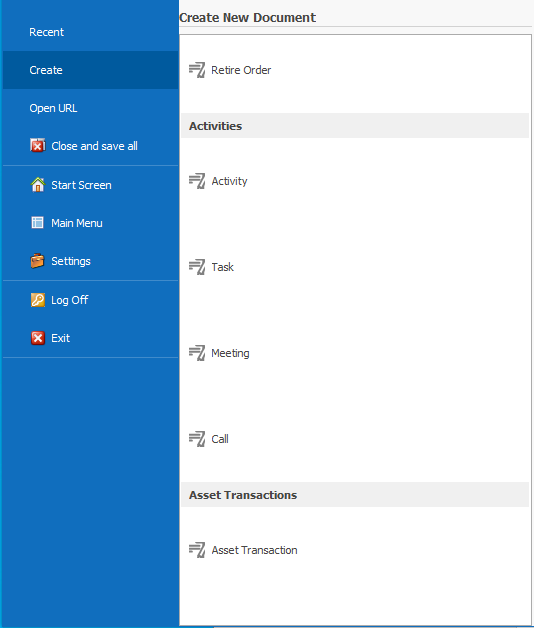 Recent
Create
Open URL
Close and save all
Start Screen
Main Menu
Settings
Log Off
Exit
Create New Document
Retire Order
Activities
Activity
Task
Meeting
Call
Asset Transactions
Asset Transaction